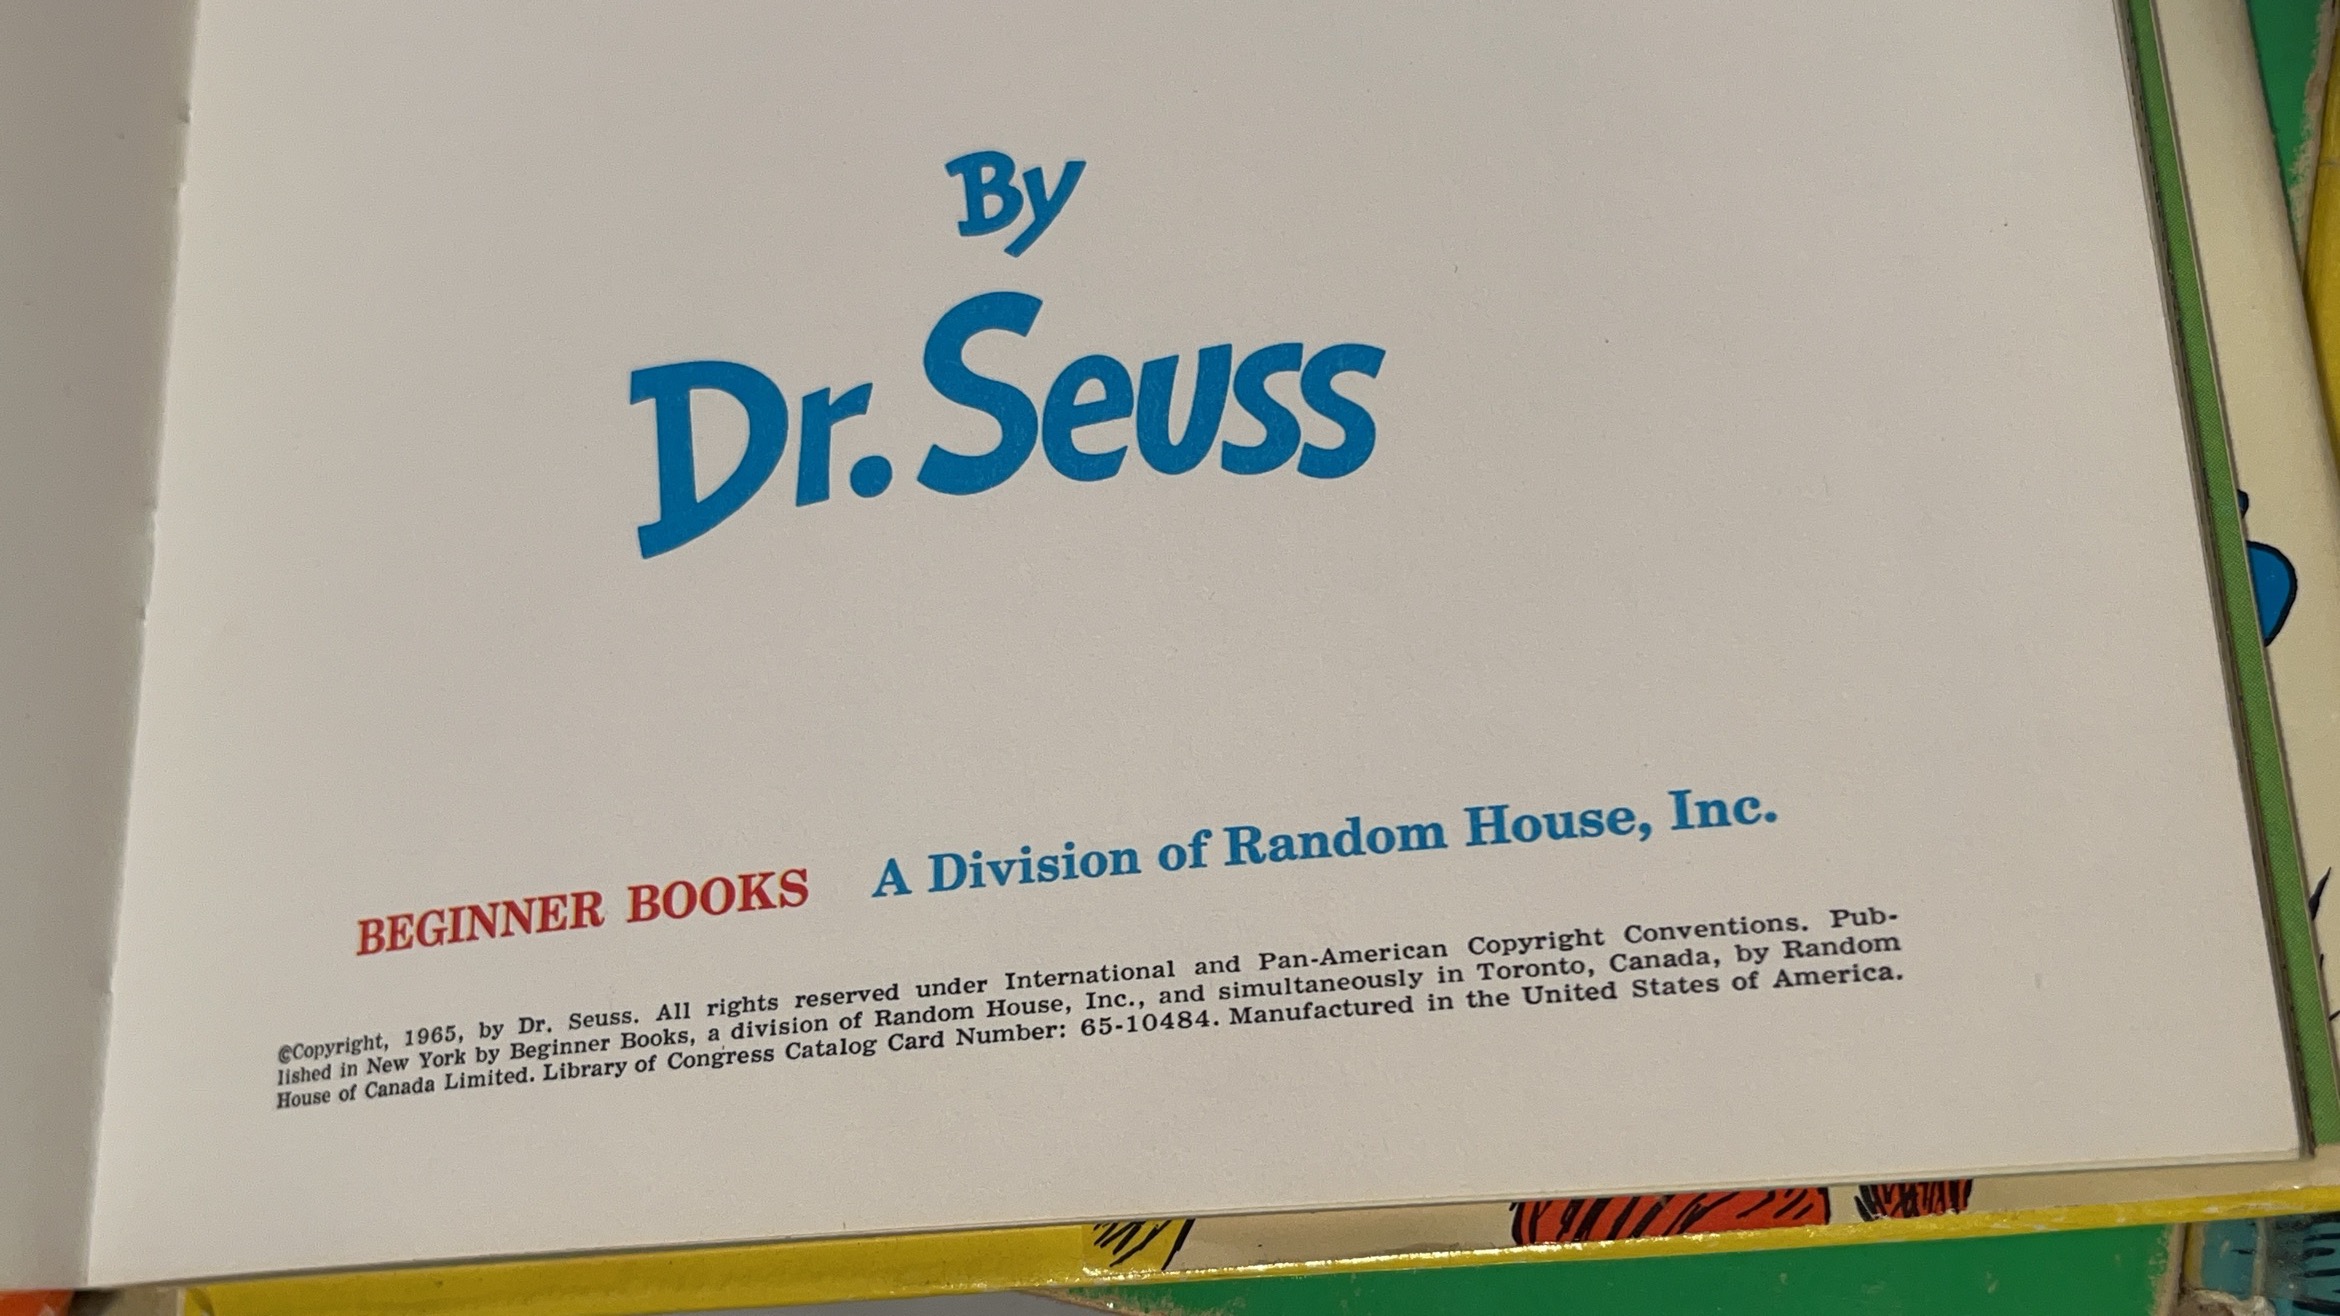 By
Dr. Seuss
BEGINNER BOOKS A Division of Random House, Inc.
©Copyright, 1965, by Dr. Seuss. All rights reserved under International and Pan-American Copyright Conventions. Pub-
lished in New York by Beginner Books, a division of Random House, Inc., and simultaneously in Toronto, Canada, by Random
House of Canada Limited. Library of Congress Catalog Card Number: 65-10484. Manufactured in the United States of America.